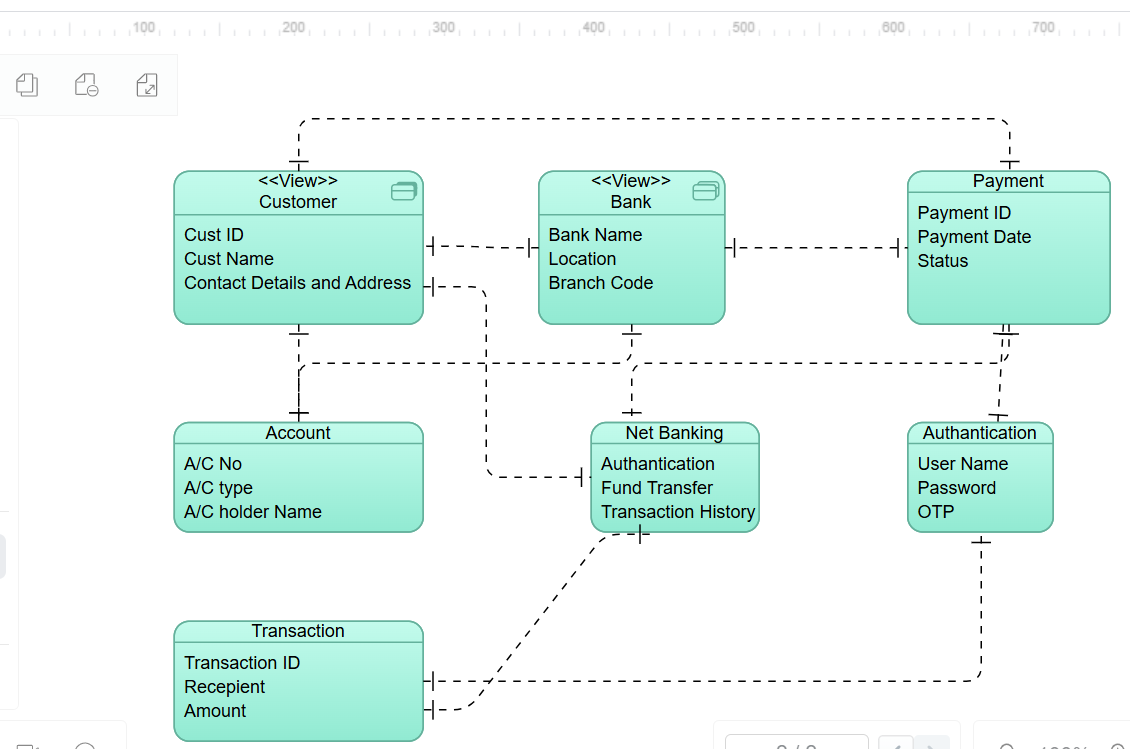 100 200 300 400 500 600 700
<<View>>
Customer
Cust ID
Cust Name
Contact Details and Address
<<View>>
Bank
Bank Name
Location
Branch Code
Payment
Payment ID
Payment Date
Status
Account
A/C No
A/C type
A/C holder Name
Net Banking
Authantication
Fund Transfer
Transaction History
Authantication
User Name
Password
OTP
Transaction
Transaction ID
Recepient
Amount